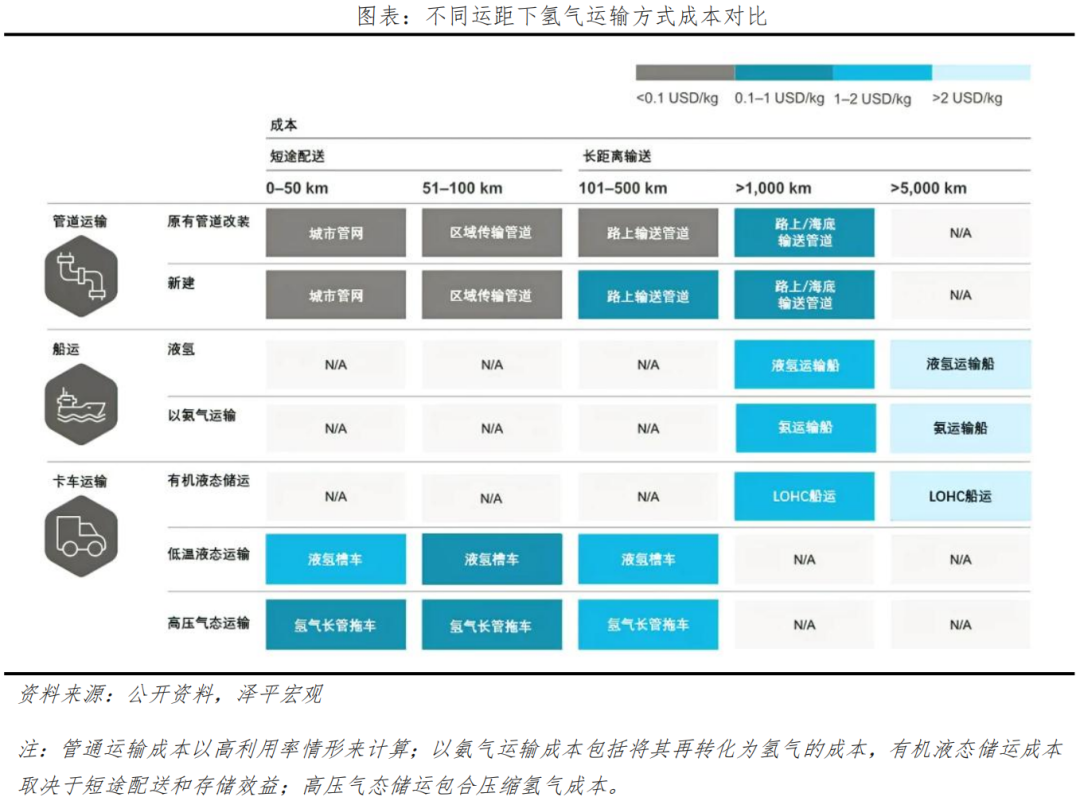 图表：不同运距下氢气运输方式成本对比
<0.1 USD/kg 0.1–1 USD/kg 1–2 USD/kg >2 USD/kg
成本
短途配送 长距离输送
0–50 km 51–100 km 101–500 km >1,000 km >5,000 km
管道运输 原有管道改装 城市管网 区域传输管道 路上输送管道 路上/海底 N/A
输送管道
新建 城市管网 区域传输管道 路上输送管道 路上/海底 N/A
输送管道
船运 液氢 N/A N/A N/A 液氢运输船 液氢运输船
以氨气运输 N/A N/A N/A 氨运输船 氨运输船
卡车运输 有机液态储运 N/A N/A N/A LOHC船运 LOHC船运
低温液态运输 液氢槽车 液氢槽车 液氢槽车 N/A N/A
高压气态运输 氢气长管拖车 氢气长管拖车 氢气长管拖车 N/A N/A
资料来源：公开资料，泽平宏观
注：管通运输成本以高利用率情形来计算；以氨气运输成本包括将其再转化为氢气的成本，有机液态储运成本
取决于短途配送和存储效益；高压气态储运包合压缩氢气成本。